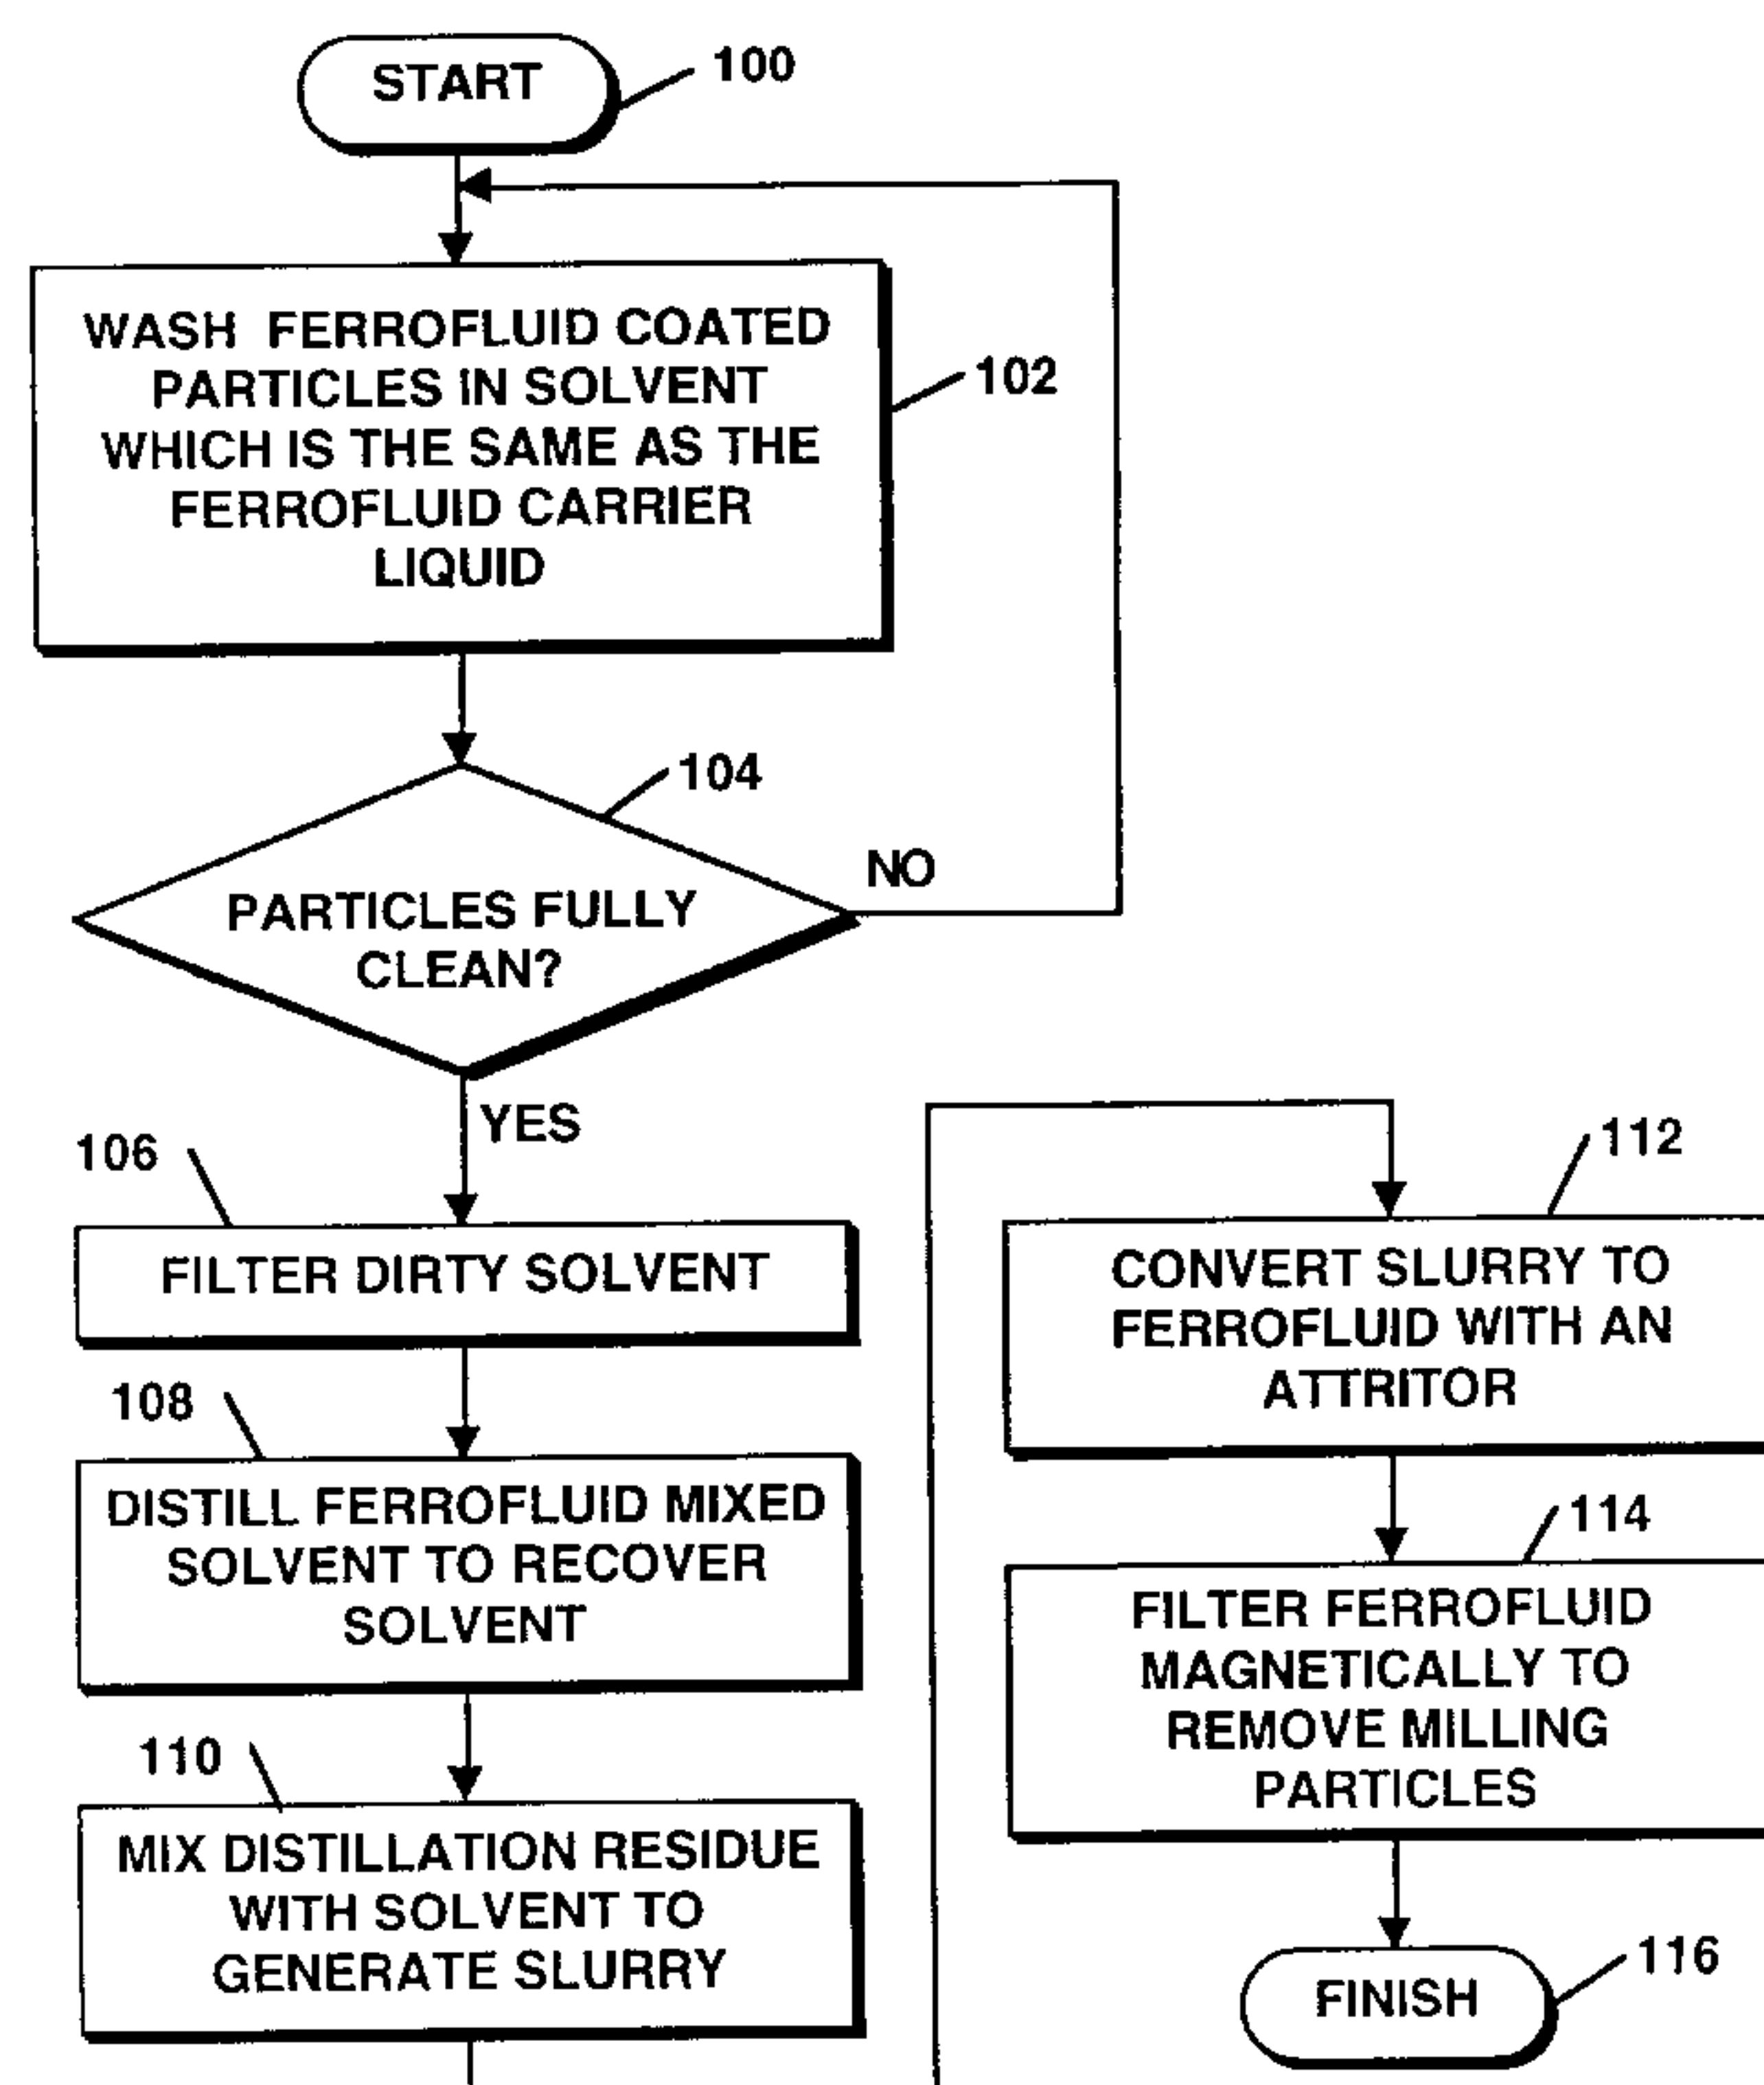 START
100
WASH FERROFLUID COATED
PARTICLES IN SOLVENT
WHICH IS THE SAME AS THE
FERROFLUID CARRIER
LIQUID
102
104
PARTICLES FULLY
CLEAN?
NO
YES
106
FILTER DIRTY SOLVENT
108
DISTILL FERROFLUID MIXED
SOLVENT TO RECOVER
SOLVENT
110
MIX DISTILLATION RESIDUE
WITH SOLVENT TO
GENERATE SLURRY
112
CONVERT SLURRY TO
FERROFLUID WITH AN
ATTRITOR
114
FILTER FERROFLUID
MAGNETICALLY TO
REMOVE MILLING
PARTICLES
FINISH
116